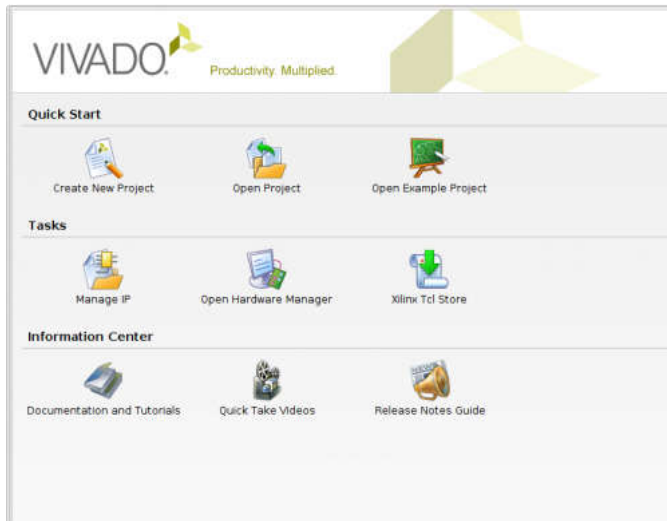 VIVADO.
Productivity. Multiplied.
Quick Start
Create New Project
Open Project
Open Example Project
Tasks
Manage IP
Open Hardware Manager
Xilinx Tcl Store
Information Center
Documentation and Tutorials
Quick Take Videos
Release Notes Guide